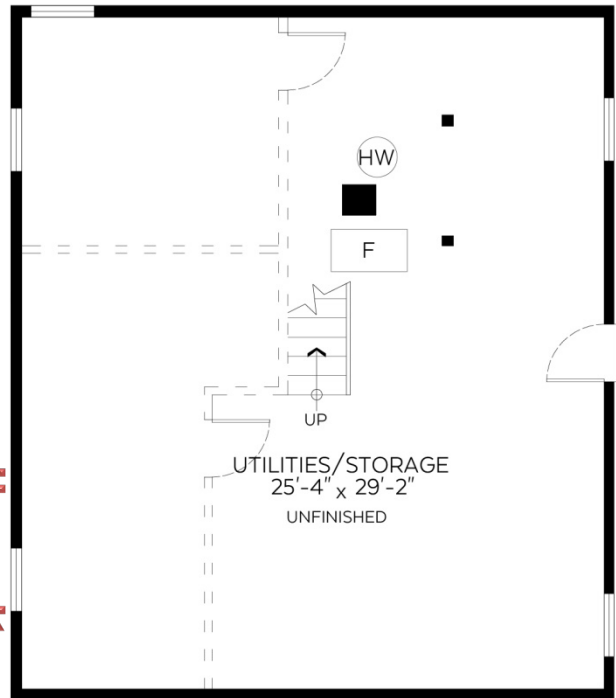 HW
F
UP
UTILITIES/STORAGE
25'-4" x 29'-2"
UNFINISHED